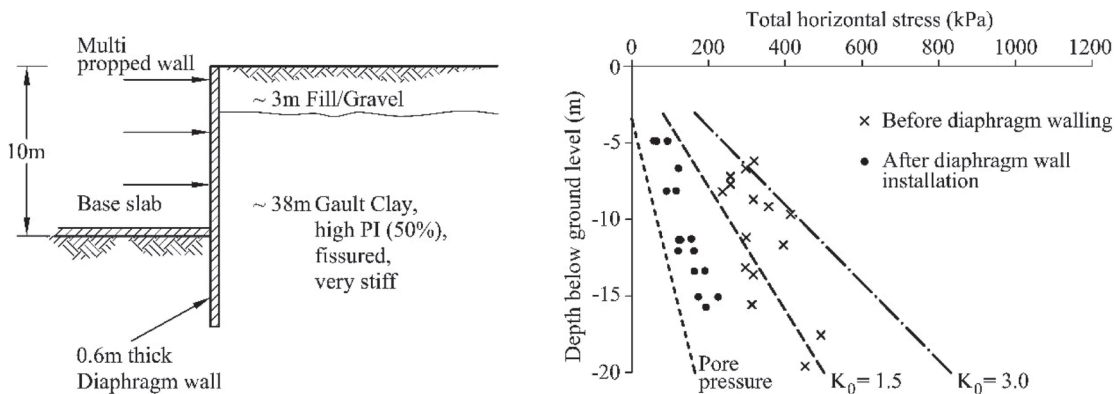 Multi
propped wall
10m
~ 3m Fill/Gravel
Base slab
~ 38m Gault Clay,
high PI (50%),
fissured,
very stiff
0.6m thick
Diaphragm wall
Total horizontal stress (kPa)
0 200 400 600 800 1000 1200
Depth below ground level (m)
0
-5
-10
-15
-20
× Before diaphragm walling
• After diaphragm wall
installation
Pore
pressure
K₀= 1.5
K₀= 3.0